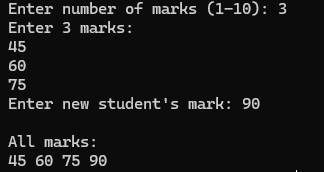 Enter number of marks (1-10): 3
Enter 3 marks:
45
60
75
Enter new student's mark: 90
All marks:
45 60 75 90